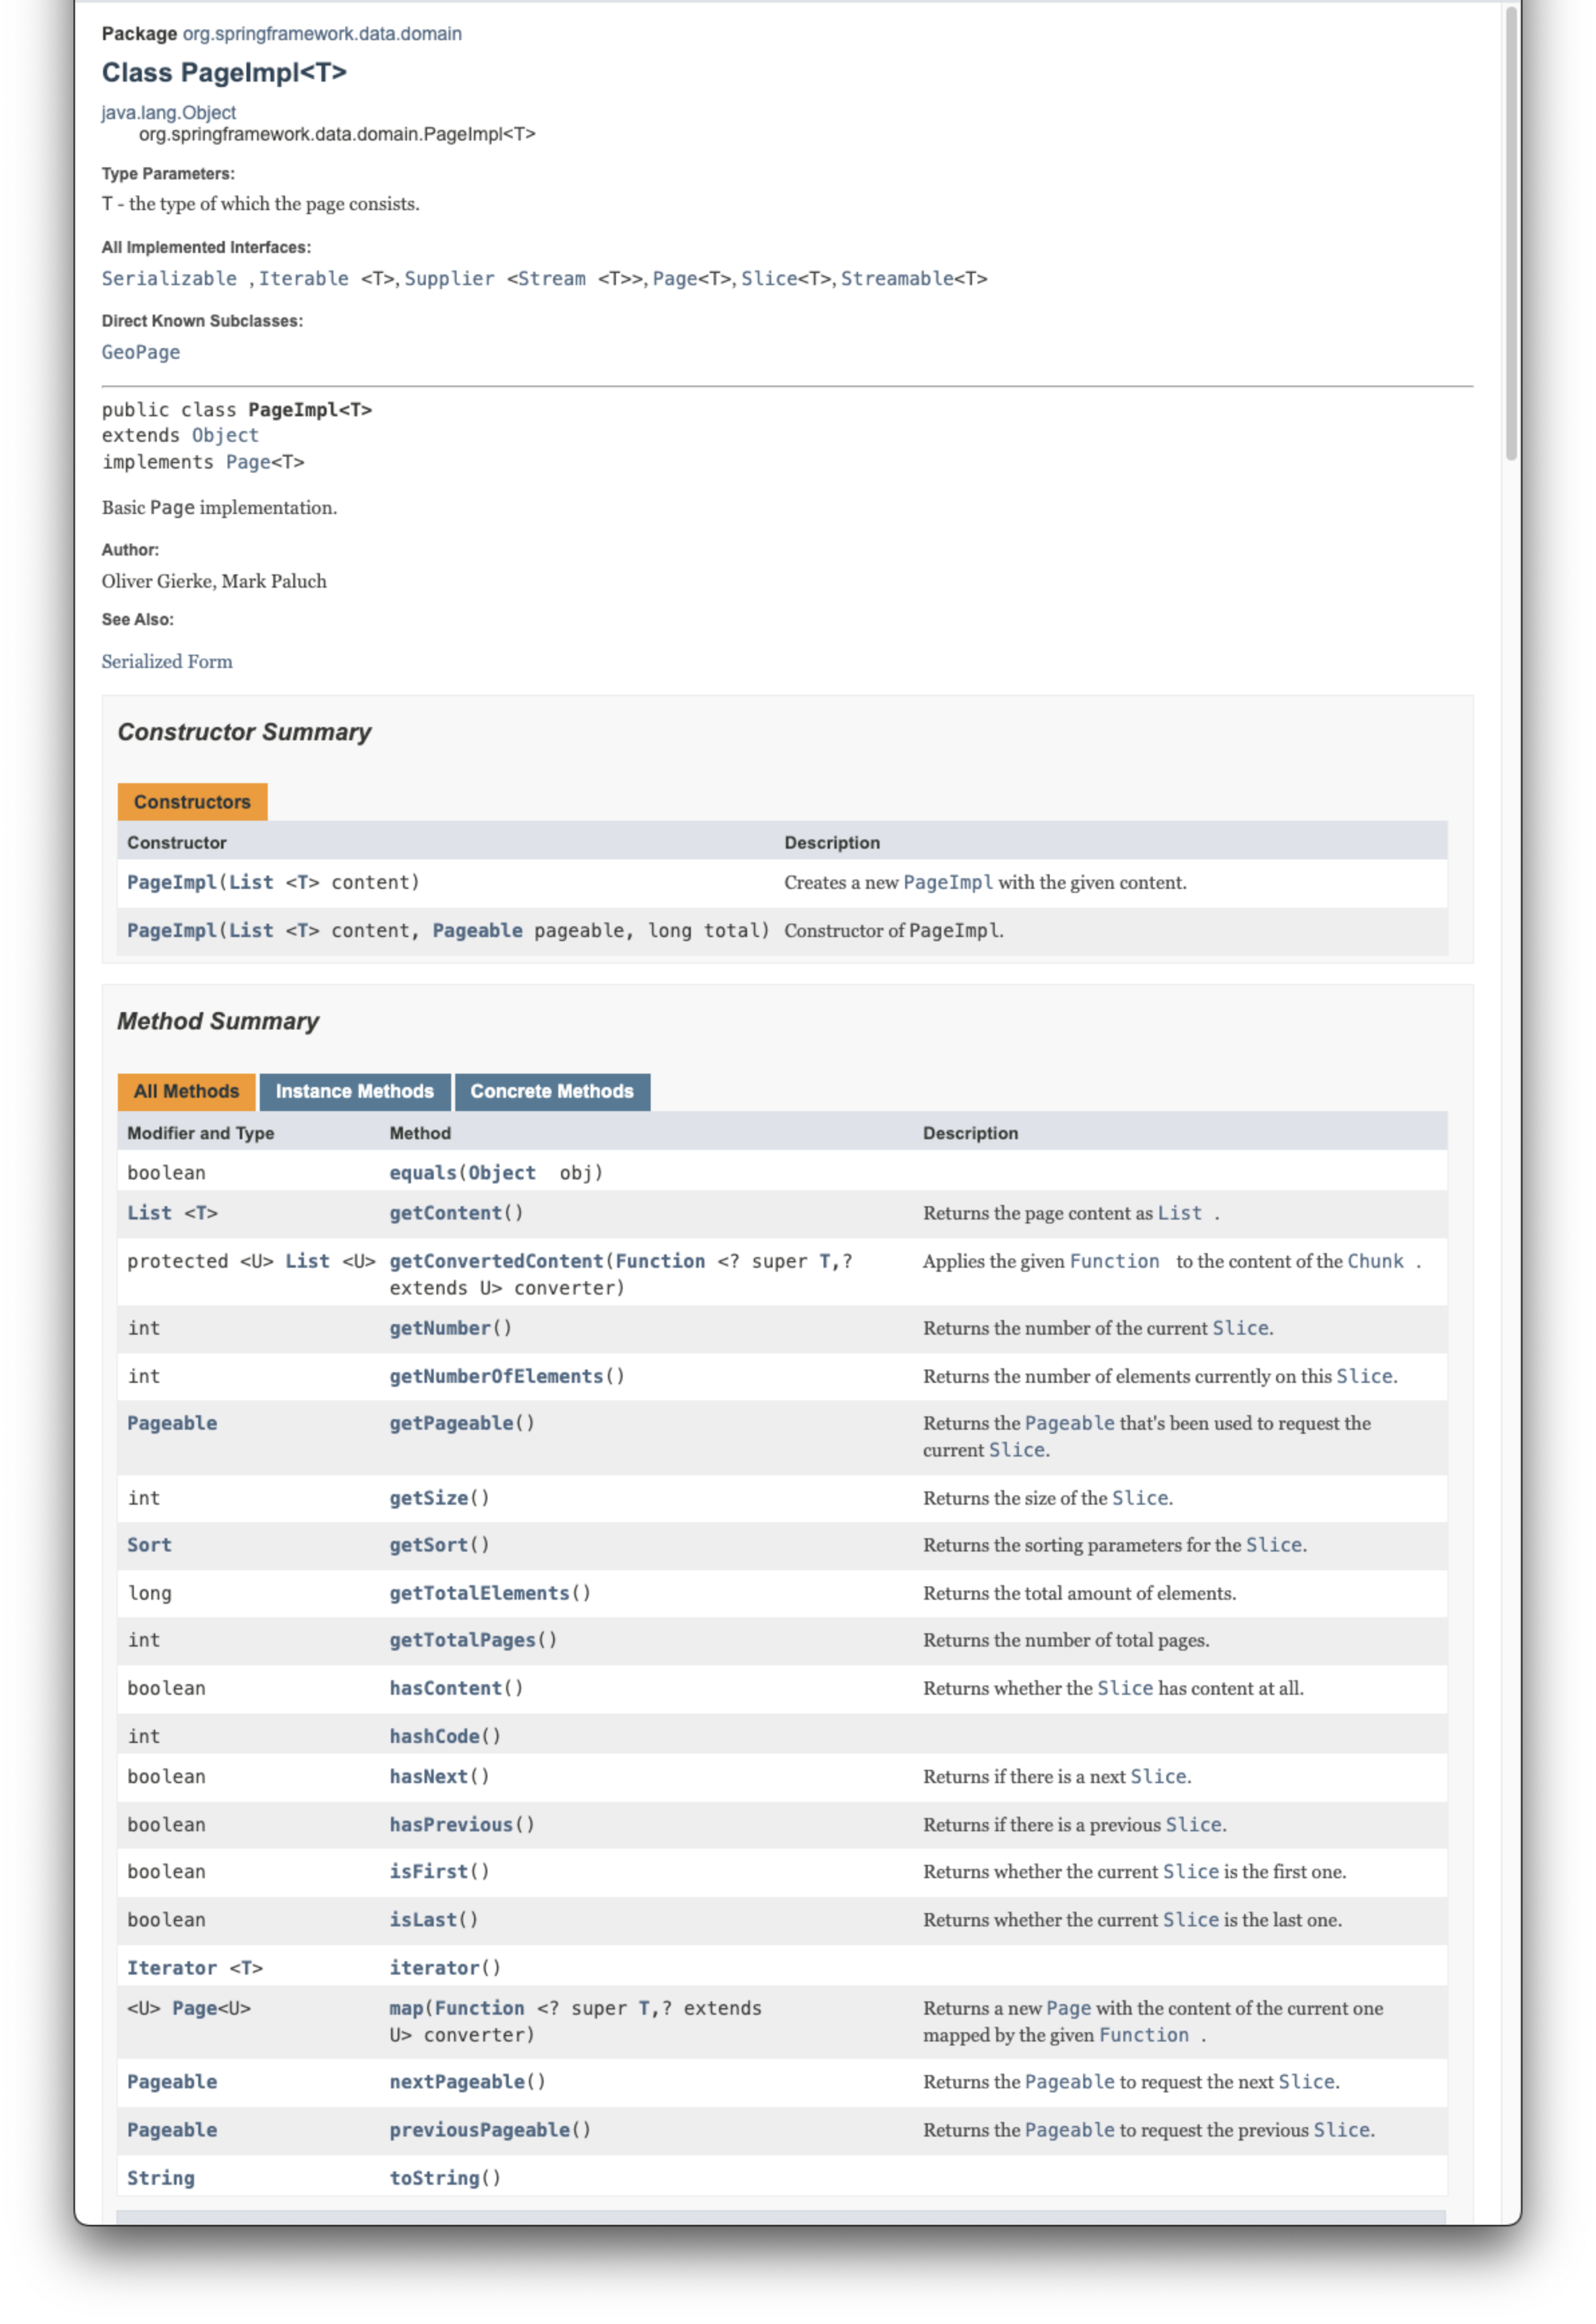 Package org.springframework.data.domain
Class PageImpl<T>
java.lang.Object
org.springframework.data.domain.PageImpl<T>
Type Parameters:
T - the type of which the page consists.
All Implemented Interfaces:
Serializable , Iterable <T>, Supplier <Stream <T>>, Page<T>, Slice<T>, Streamable<T>
Direct Known Subclasses:
GeoPage
public class PageImpl<T>
extends Object
implements Page<T>
Basic Page implementation.
Author:
Oliver Gierke, Mark Paluch
See Also:
Serialized Form
Constructor Summary
Constructors
Constructor Description
PageImpl(List <T> content) Creates a new PageImpl with the given content.
PageImpl(List <T> content, Pageable pageable, long total) Constructor of PageImpl.
Method Summary
All Methods Instance Methods Concrete Methods
Modifier and Type Method Description
boolean equals(Object obj)
List <T> getContent() Returns the page content as List .
protected <U> List <U> getConvertedContent(Function <? super T,? Applies the given Function to the content of the Chunk .
extends U> converter)
int getNumber() Returns the number of the current Slice.
int getNumberOfElements() Returns the number of elements currently on this Slice.
Pageable getPageable() Returns the Pageable that's been used to request the
current Slice.
int getSize() Returns the size of the Slice.
Sort getSort() Returns the sorting parameters for the Slice.
long getTotalElements() Returns the total amount of elements.
int getTotalPages() Returns the number of total pages.
boolean hasContent() Returns whether the Slice has content at all.
int hashCode()
boolean hasNext() Returns if there is a next Slice.
boolean hasPrevious() Returns if there is a previous Slice.
boolean isFirst() Returns whether the current Slice is the first one.
boolean isLast() Returns whether the current Slice is the last one.
Iterator <T> iterator()
<U> Page<U> map(Function <? super T,? extends Returns a new Page with the content of the current one
U> converter) mapped by the given Function .
Pageable nextPageable() Returns the Pageable to request the next Slice.
Pageable previousPageable() Returns the Pageable to request the previous Slice.
String toString()